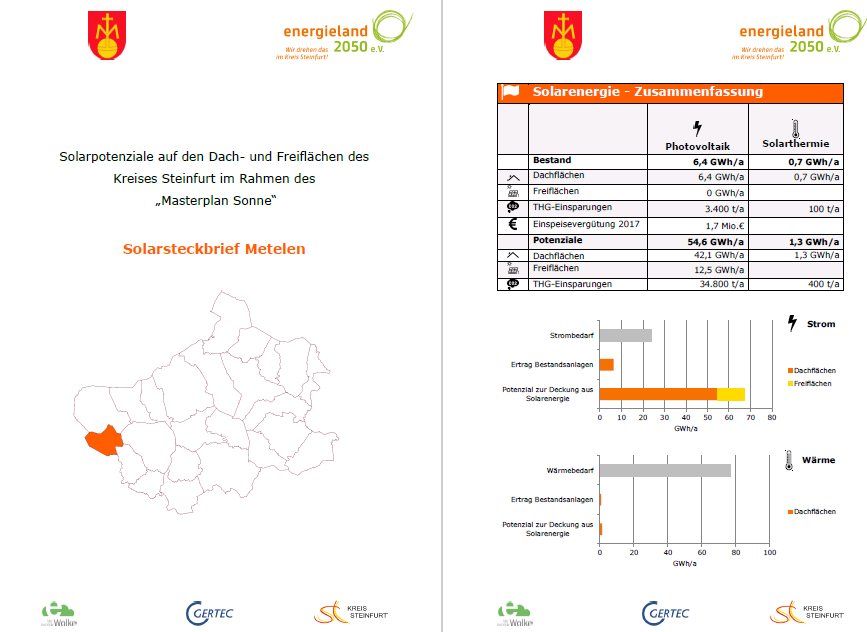 energieland
2050 e.V.
Wir drehen das
im Kreis Steinfurt!
Solarpotenziale auf den Dach- und Freiflächen des
Kreises Steinfurt im Rahmen des
„Masterplan Sonne“
Solarsteckbrief Metelen
Wolke
GERTEC
KREIS
STEINFURT
energieland
2050 e.V.
Wir drehen das
im Kreis Steinfurt!
Solarenergie - Zusammenfassung
Photovoltaik Solarthermie
Bestand 6,4 GWh/a 0,7 GWh/a
Dachflächen 6,4 GWh/a 0,7 GWh/a
Freiflächen 0 GWh/a
CO2 THG-Einsparungen 3.400 t/a 100 t/a
€ Einspeisevergütung 2017 1,7 Mio.€
Potenziale 54,6 GWh/a 1,3 GWh/a
Dachflächen 42,1 GWh/a 1,3 GWh/a
Freiflächen 12,5 GWh/a
CO2 THG-Einsparungen 34.800 t/a 400 t/a
Strom
Strombedarf
Ertrag Bestandsanlagen
Potenzial zur Deckung aus
Solarenergie
Dachflächen
Freiflächen
0 10 20 30 40 50 60 70 80
GWh/a
Wärme
Wärmebedarf
Ertrag Bestandsanlagen
Potenzial zur Deckung aus
Solarenergie
Dachflächen
0 20 40 60 80 100
GWh/a
Wolke
GERTEC
KREIS
STEINFURT